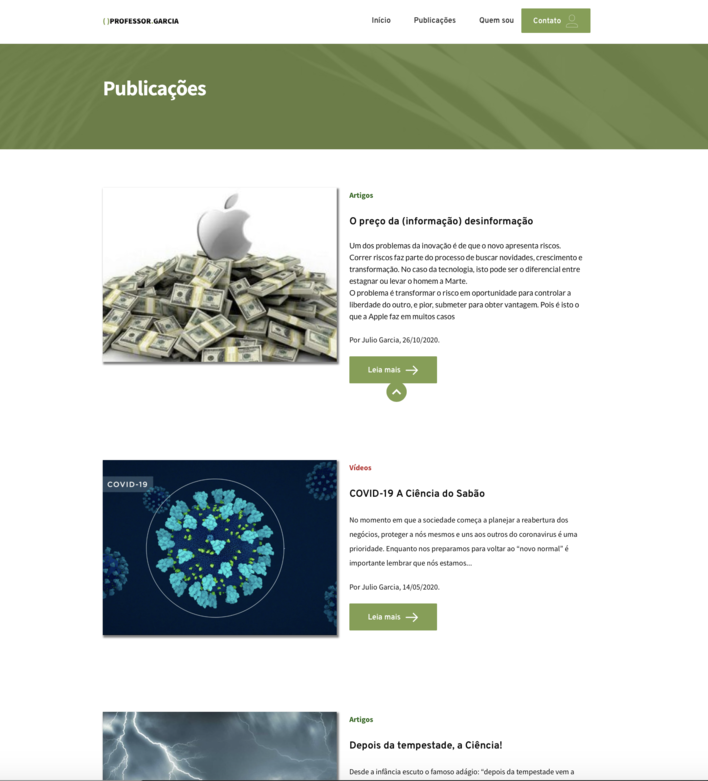 ( )PROFESSOR.GARCIA
Início
Publicações
Quem sou
Contato
Publicações
Artigos
O preço da (informação) desinformação
Um dos problemas da inovação é de que o novo apresenta riscos.
Correr riscos faz parte do processo de buscar novidades, crescimento e
transformação. No caso da tecnologia, isto pode ser o diferencial entre
estagnar ou levar o homem a Marte.
O problema é transformar o risco em oportunidade para controlar a
liberdade do outro, e pior, submeter para obter vantagem. Pois é isto o
que a Apple faz em muitos casos
Por Julio Garcia, 26/10/2020.
Leia mais
COVID-19
Vídeos
COVID-19 A Ciência do Sabão
No momento em que a sociedade começa a planejar a reabertura dos
negócios, proteger a nós mesmos e uns aos outros do coronavírus é uma
prioridade. Enquanto nos preparamos para voltar ao “novo normal” é
importante lembrar que nós estamos...
Por Julio Garcia, 14/05/2020.
Leia mais
Artigos
Depois da tempestade, a Ciência!
Desde a infância escuto o famoso adágio: “depois da tempestade vem a